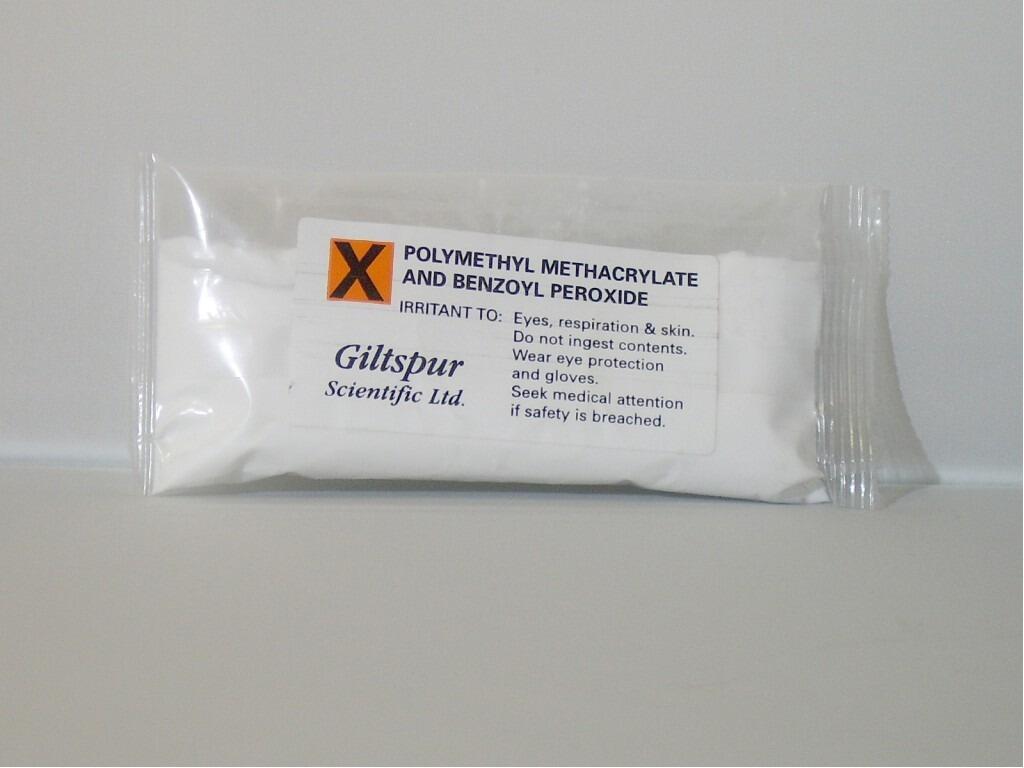 X
POLYMETHYL METHACRYLATE
AND BENZOYL PEROXIDE
IRRITANT TO: Eyes, respiration & skin.
Do not ingest contents.
Wear eye protection
and gloves.
Seek medical attention
if safety is breached.
Giltspur
Scientific Ltd.